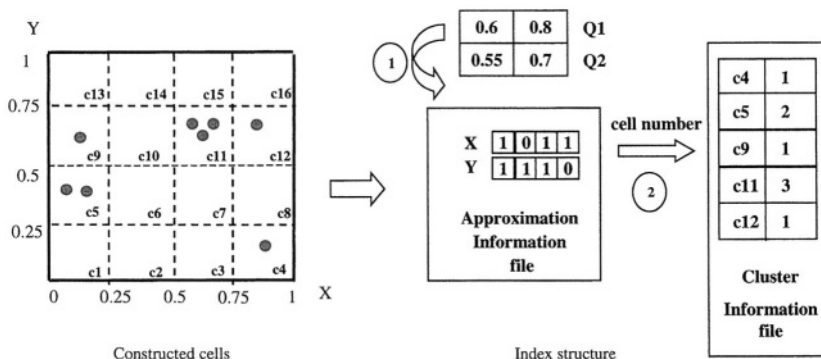 Y
1
c13 c14 c15 c16
0.75
c9 c10 c11 c12
0.5
c5 c6 c7 c8
0.25
c1 c2 c3 c4
0 0.25 0.5 0.75 1 X
Constructed cells
1
0.6 0.8 Q1
0.55 0.7 Q2
X 1 0 1 1
Y 1 1 1 0
Approximation
Information
file
cell number
2
c4 1
c5 2
c9 1
c11 3
c12 1
Cluster
Information
file
Index structure